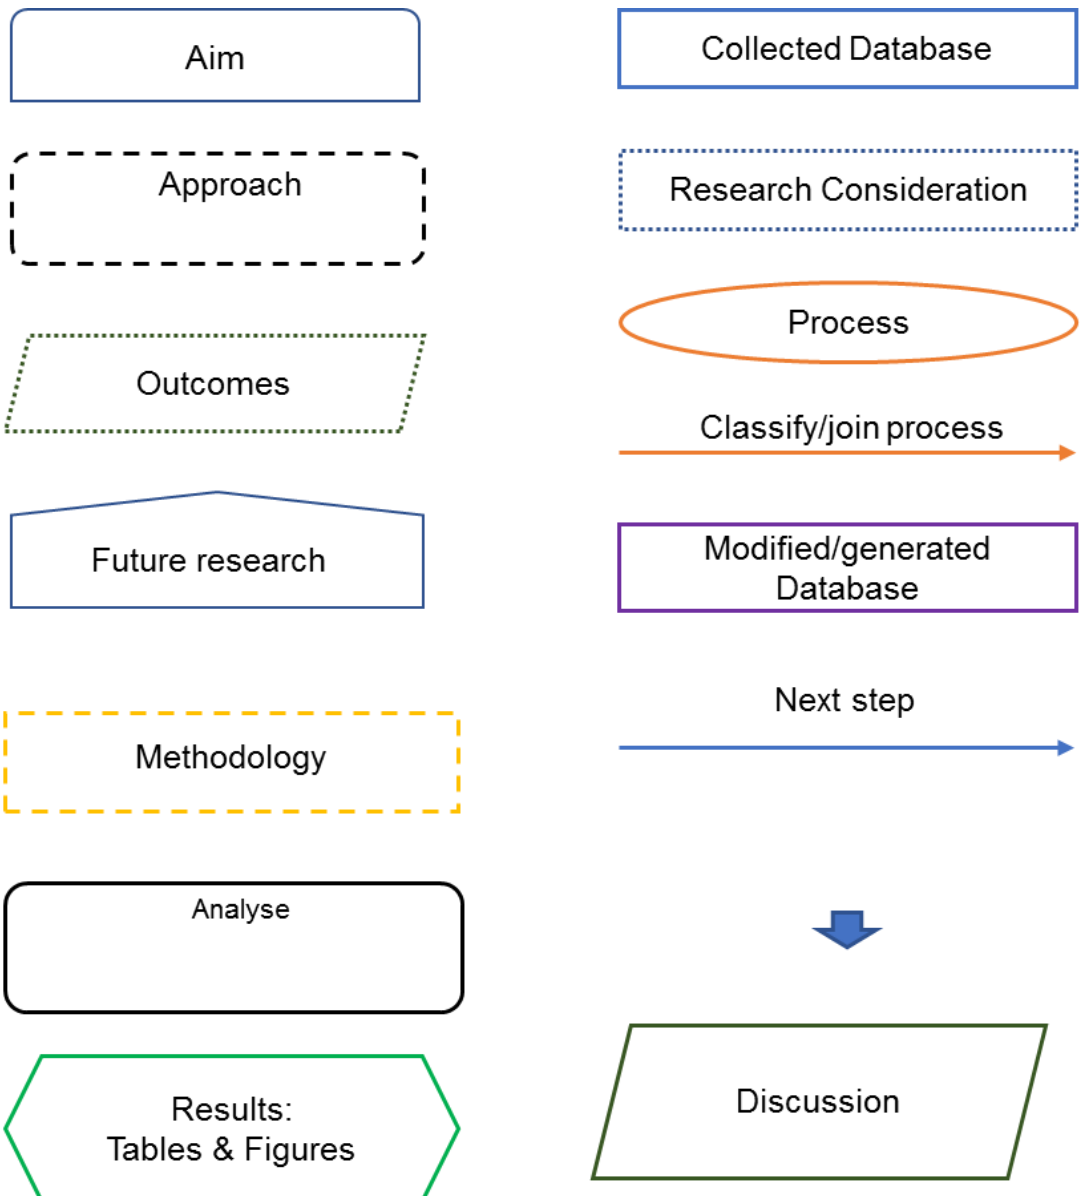 Aim
Approach
Outcomes
Future research
Methodology
Analyse
Results:
Tables & Figures
Collected Database
Research Consideration
Process
Classify/join process
Modified/generated
Database
Next step
Discussion